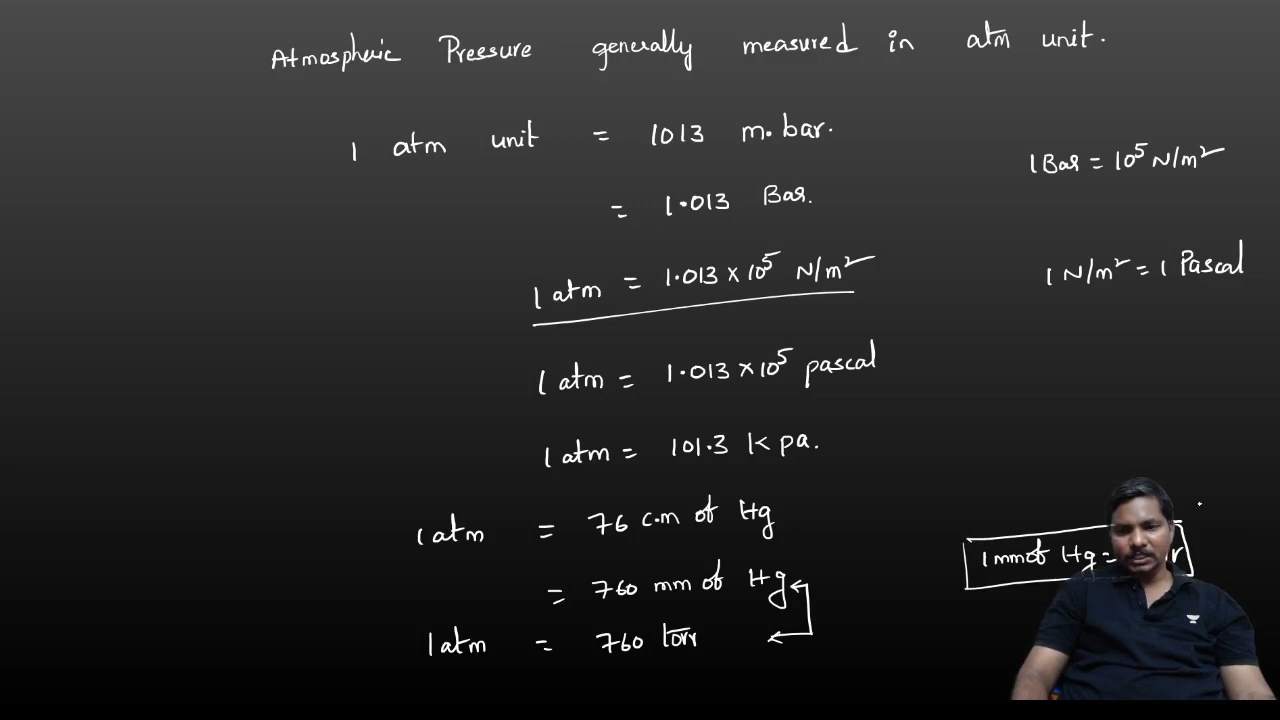 Atmospheric Pressure generally measured in atm unit.
1 atm unit = 1013 m.bar.
= 1.013 Bar.
1 Bar = 10⁵ N/m²
1 atm = 1.013 × 10⁵ N/m²
1 N/m² = 1 Pascal
1 atm = 1.013 × 10⁵ pascal
1 atm = 101.3 K pa.
1 atm = 76 c.m of Hg
= 760 mm of Hg
1 mm of Hg =
1 atm = 760 torr